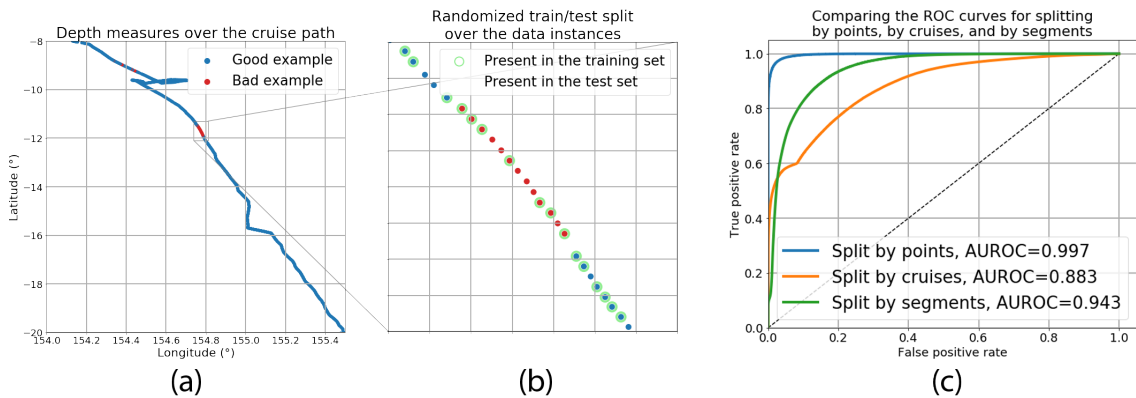 Depth measures over the cruise path
−8
−10
−12
−14
−16
−18
−20
Latitude (°)
Good example
Bad example
154.0
154.2
154.4
154.6
154.8
155.0
155.2
155.4
Longitude (°)
(a)
Randomized train/test split
over the data instances
Present in the training set
Present in the test set
(b)
Comparing the ROC curves for splitting
by points, by cruises, and by segments
1.0
0.8
0.6
0.4
0.2
0.0
True positive rate
Split by points, AUROC=0.997
Split by cruises, AUROC=0.883
Split by segments, AUROC=0.943
0.0
0.2
0.4
0.6
0.8
1.0
False positive rate
(c)